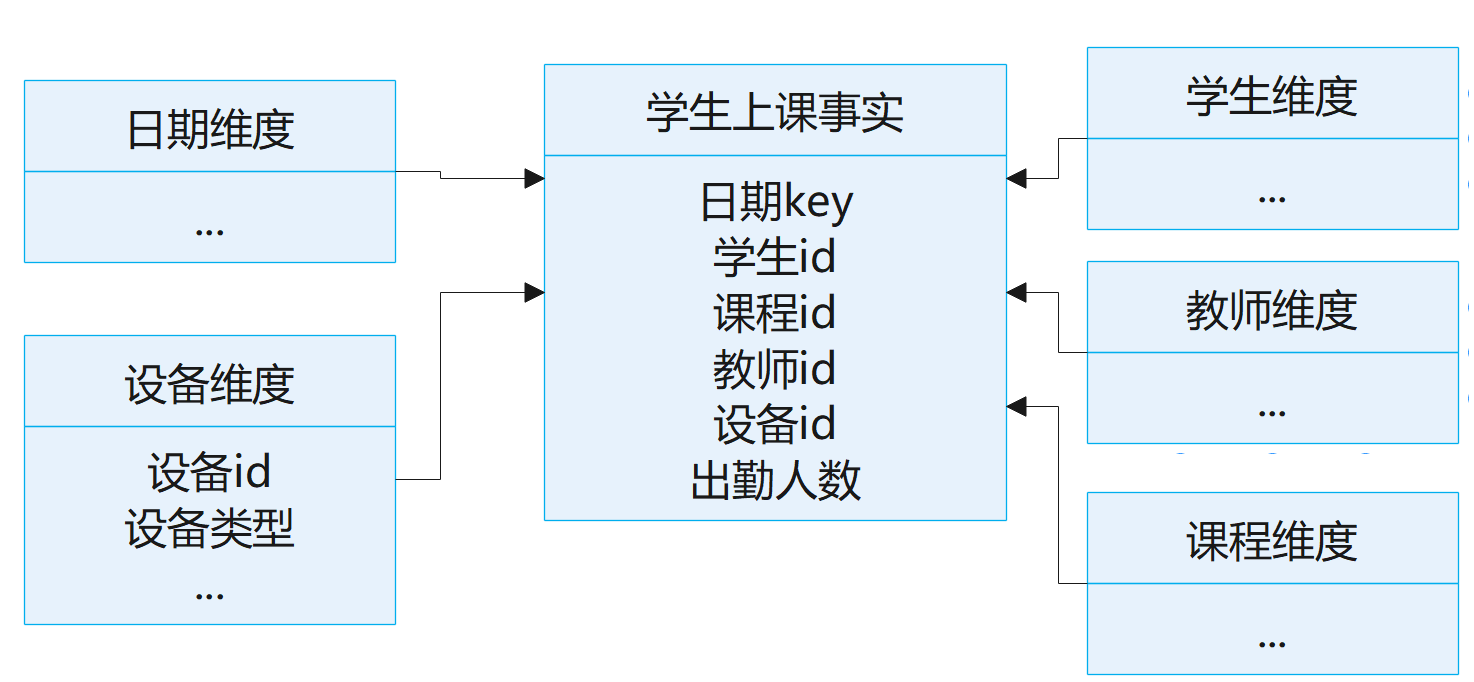 日期维度
...
设备维度
设备id
设备类型
...
学生上课事实
日期key
学生id
课程id
教师id
设备id
出勤人数
学生维度
...
教师维度
...
课程维度
...